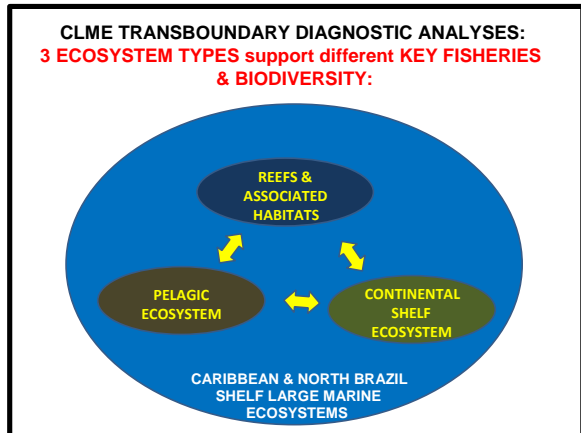 CLME TRANSBOUNDARY DIAGNOSTIC ANALYSES:
3 ECOSYSTEM TYPES support different KEY FISHERIES
& BIODIVERSITY:
REEFS &
ASSOCIATED
HABITATS
PELAGIC
ECOSYSTEM
CONTINENTAL
SHELF
ECOSYSTEM
CARIBBEAN & NORTH BRAZIL
SHELF LARGE MARINE
ECOSYSTEMS